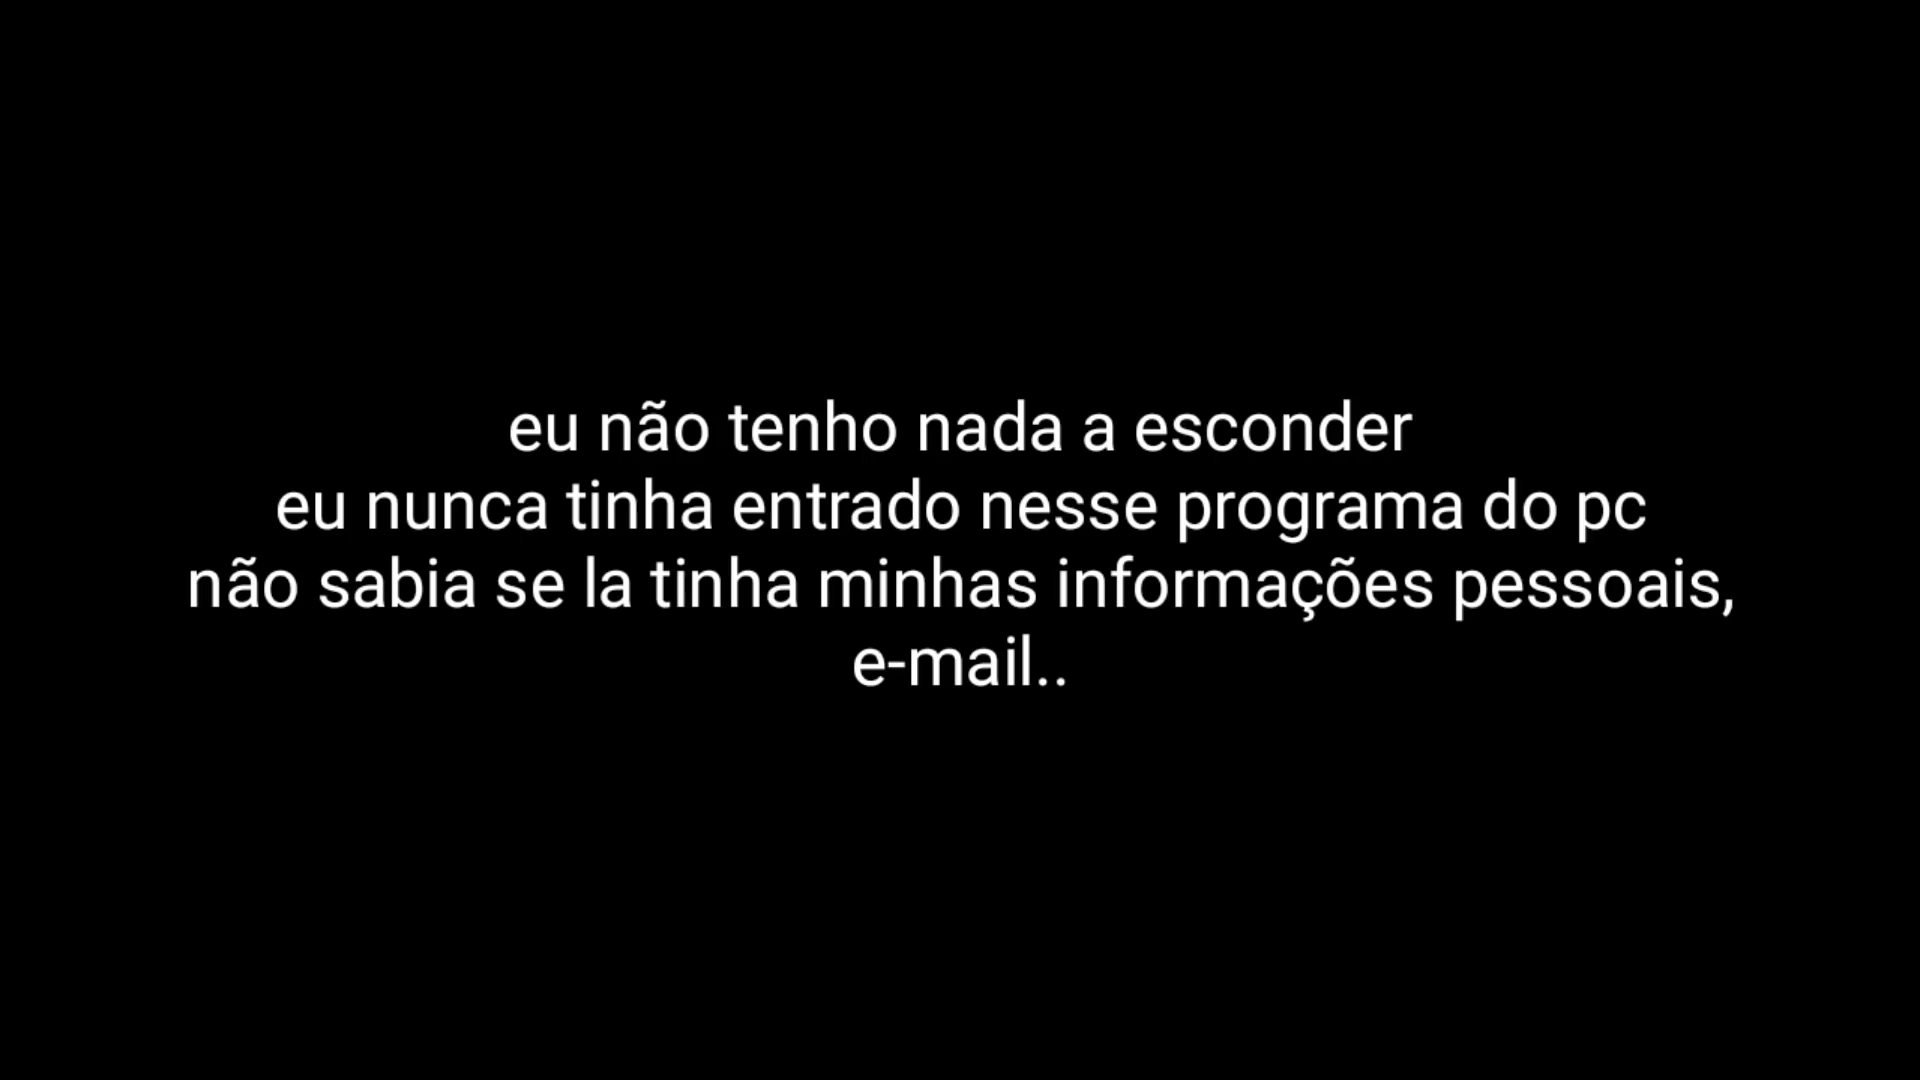 eu não tenho nada a esconder
eu nunca tinha entrado nesse programa do pc
não sabia se la tinha minhas informações pessoais,
e-mail..